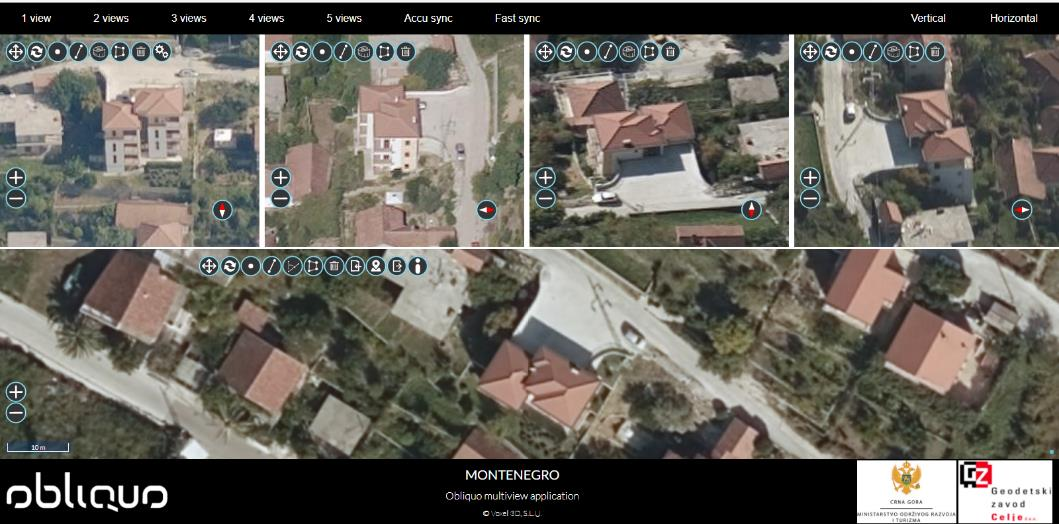 1 view 2 views 3 views 4 views 5 views Accu sync Fast sync Vertical Horizontal
10 m
obliquo
MONTENEGRO
Obliquo multiview application
© Voxel 3D, S.L.U.
CRNA GORA
MINISTARSTVO ODRŽIVOG RAZVOJA
I TURIZMA
GZ
Geodetski
zavod
Celje